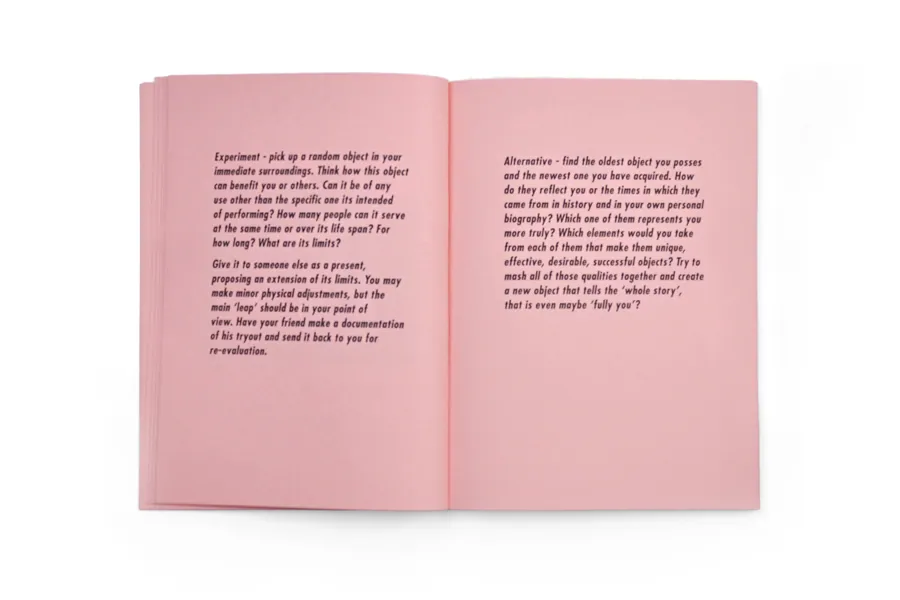 Experiment - pick up a random object in your
immediate surroundings. Think how this object
can benefit you or others. Can it be of any
use other than the specific one its intended
of performing? How many people can it serve
at the same time or over its life span? For
how long? What are its limits?
Give it to someone else as a present,
proposing an extension of its limits. You may
make minor physical adjustments, but the
main ‘leap’ should be in your point of
view. Have your friend make a documentation
of his tryout and send it back to you for
re-evaluation.
Alternative - find the oldest object you posses
and the newest one you have acquired. How
do they reflect you or the times in which they
came from in history and in your own personal
biography? Which one of them represents you
more truly? Which elements would you take
from each of them that make them unique,
effective, desirable, successful objects? Try to
mash all of those qualities together and create
a new object that tells the ‘whole story’,
that is even maybe ‘fully you’?